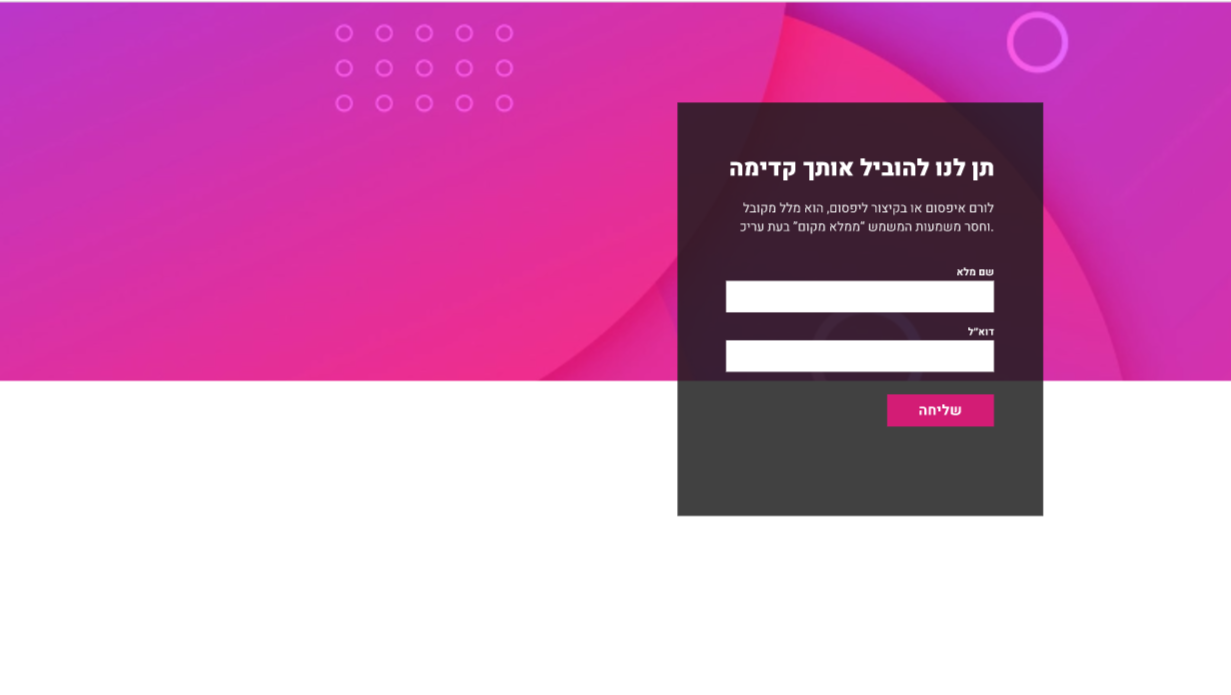 תן לנו להוביל אותך קדימה
לורם איפסום או בקיצור ליפסום, הוא מלל מקובל
וחסר משמעות המשמש "ממלא מקום" בעת עריכ.
שם מלא
דוא״ל
שליחה